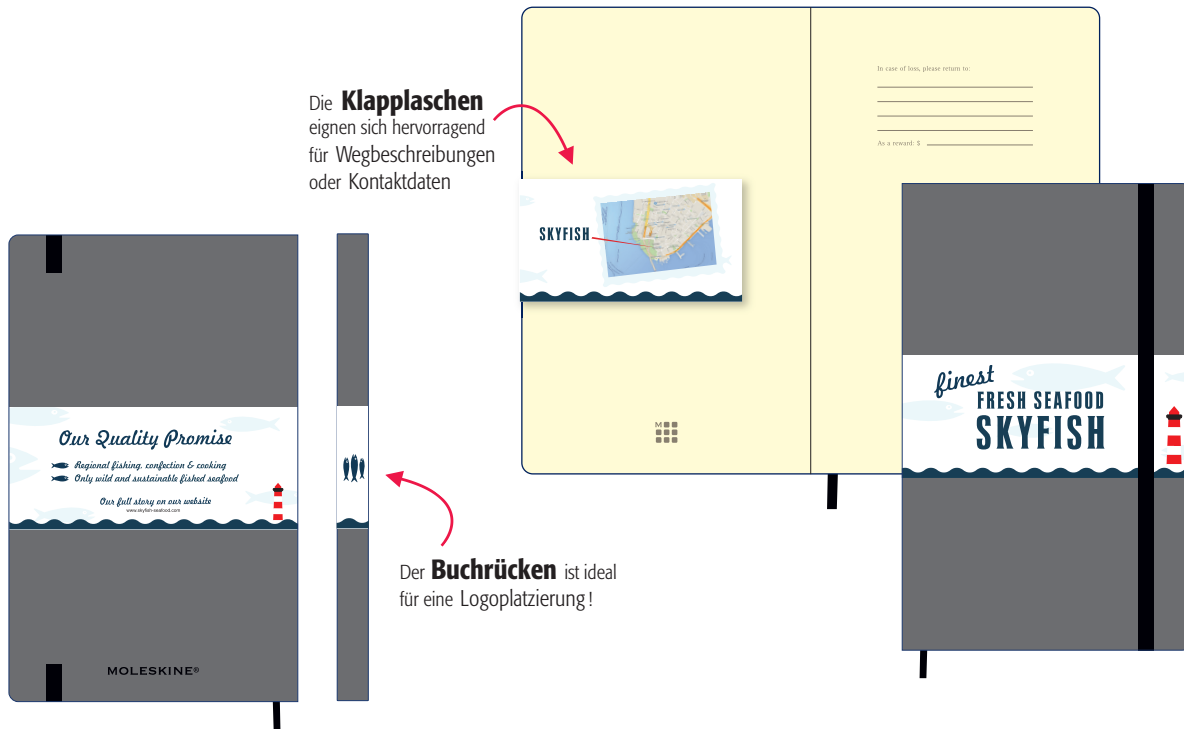 Die Klapplaschen
eignen sich hervorragend
für Wegbeschreibungen
oder Kontaktdaten
In case of loss, please return to:
As a reward: $
SKYFISH
M
finest
FRESH SEAFOOD
SKYFISH
Our Quality Promise
Regional fishing, confection & cooking
Only wild and sustainable fished seafood
Our full story on our website
www.skyfish-seafood.com
MOLESKINE®
Der Buchrücken ist ideal
für eine Logoplatzierung!